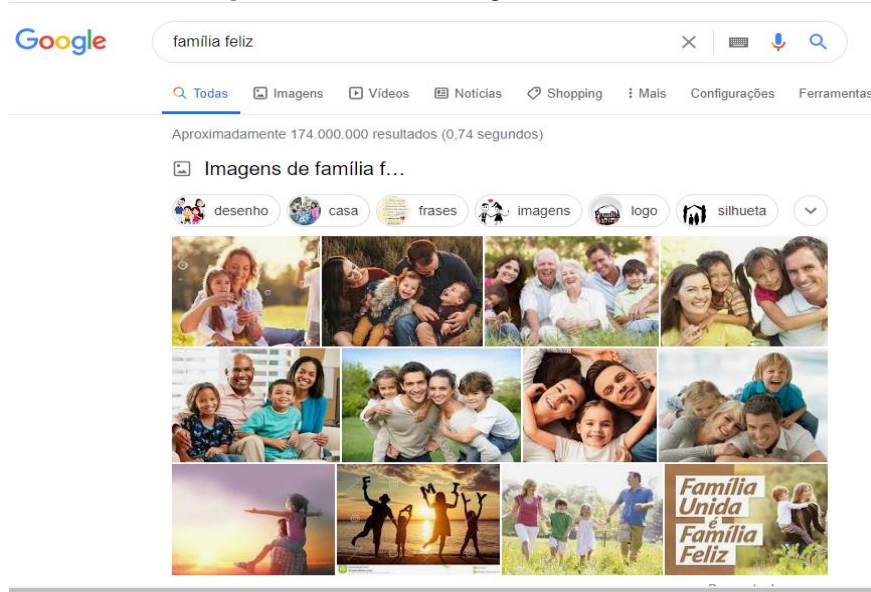 Google
família feliz
Todas Imagens Vídeos Notícias Shopping Mais Configurações Ferramentas
Aproximadamente 174.000.000 resultados (0,74 segundos)
Imagens de família f...
desenho casa frases imagens logo silhueta
FAMILY
Família
Unida
é
Família
Feliz